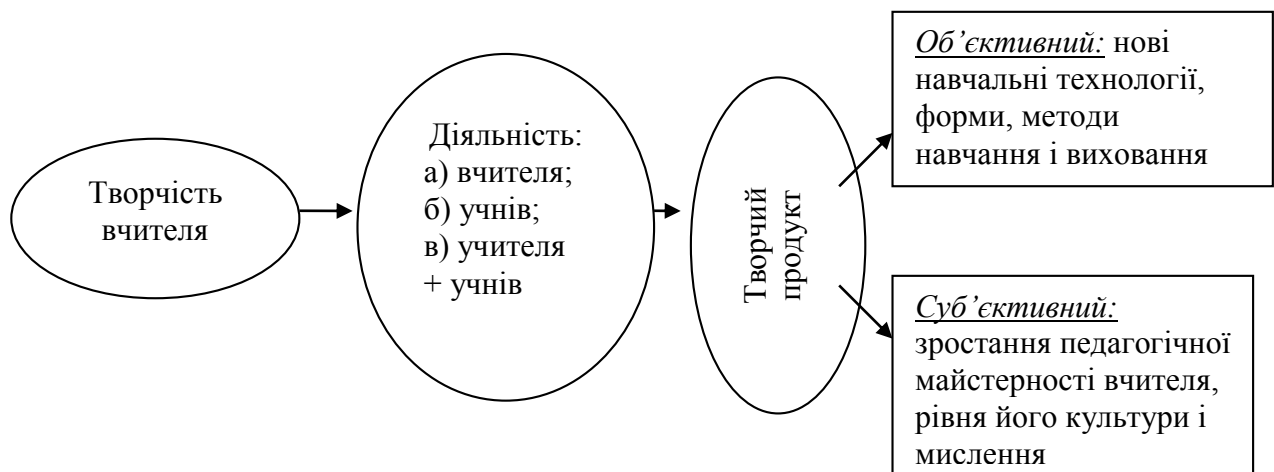 Творчість
вчителя
Діяльність:
а) вчителя;
б) учнів;
в) учителя
+ учнів
Творчий
продукт
Об’єктивний: нові
навчальні технології,
форми, методи
навчання і виховання
Суб’єктивний:
зростання педагогічної
майстерності вчителя,
рівня його культури і
мислення